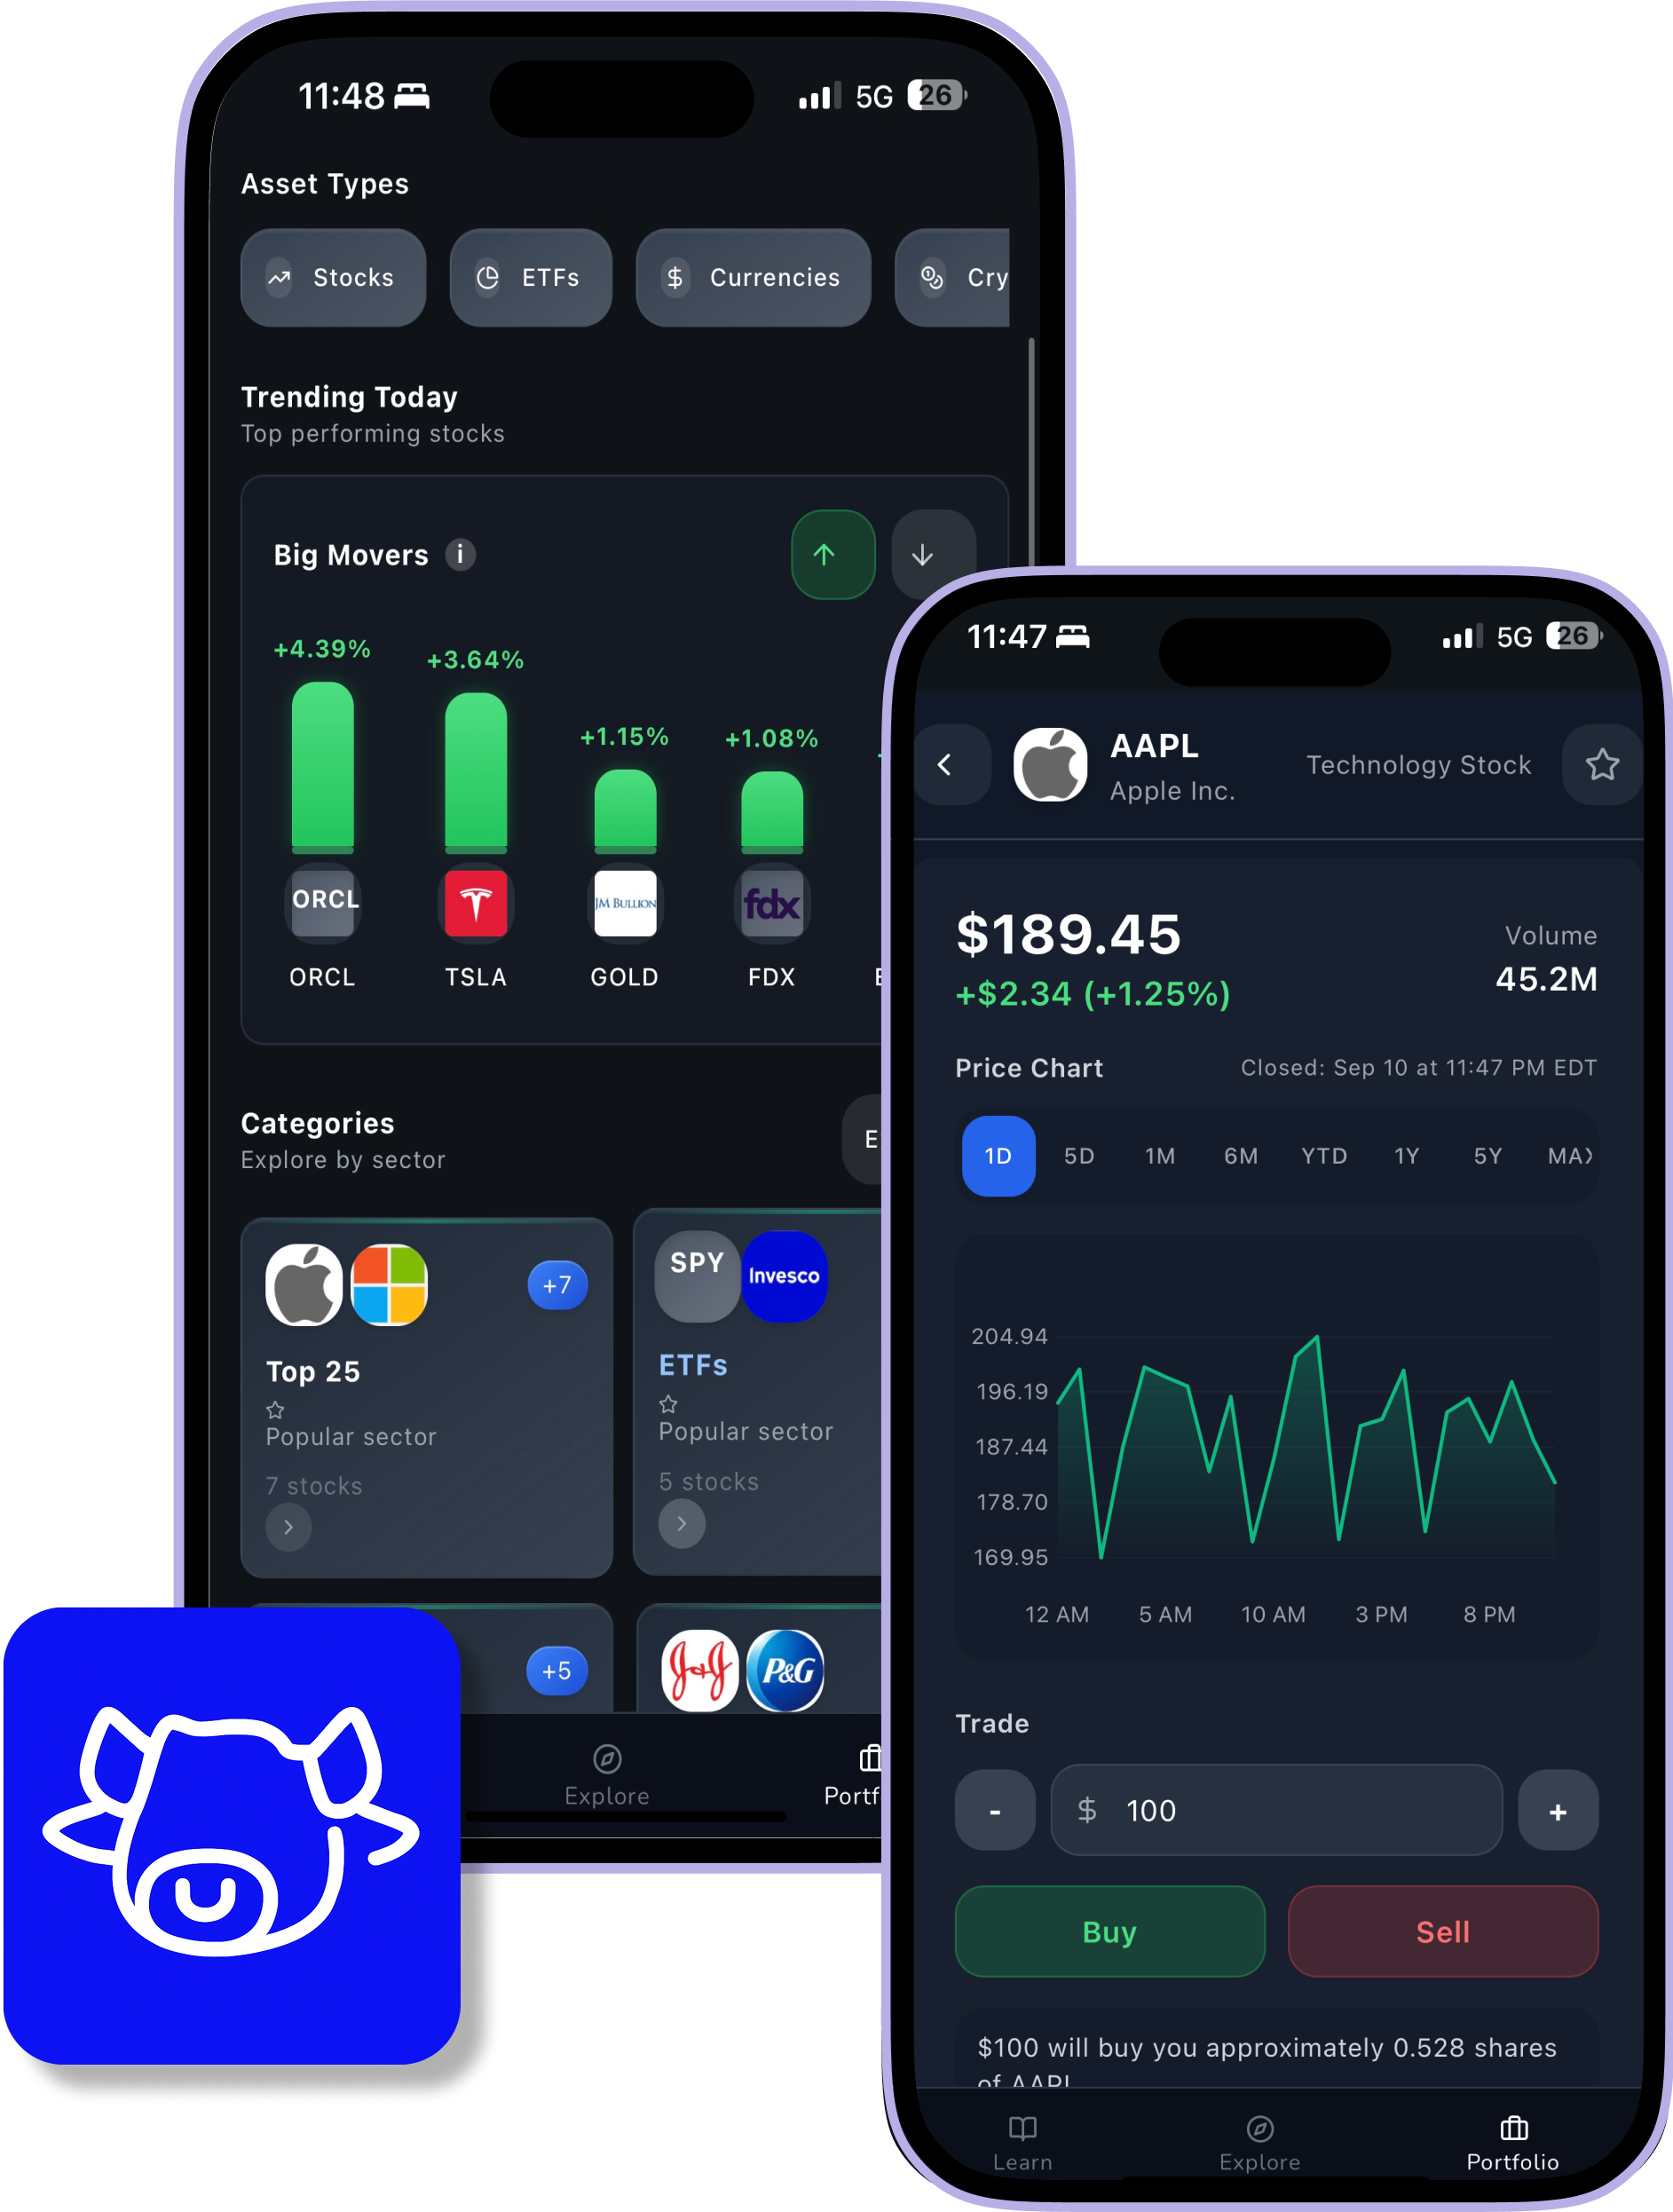 11:48
5G 26
Asset Types
Stocks
ETFs
Currencies
Cry
Trending Today
Top performing stocks
Big Movers i
+4.39%
+3.64%
+1.15%
+1.08%
ORCL
JM BULLION
fdx
ORCL
TSLA
GOLD
FDX
Categories
Explore by sector
+7
Top 25
Popular sector
7 stocks
SPY
Invesco
ETFs
Popular sector
5 stocks
+5
J&J
P&G
Explore
Portf
11:47
5G 26
AAPL
Apple Inc.
Technology Stock
$189.45
+$2.34 (+1.25%)
Volume
45.2M
Price Chart
Closed: Sep 10 at 11:47 PM EDT
1D 5D 1M 6M YTD 1Y 5Y MAX
204.94
196.19
187.44
178.70
169.95
12 AM 5 AM 10 AM 3 PM 8 PM
Trade
-
$ 100
+
Buy
Sell
$100 will buy you approximately 0.528 shares
of AAPL
Learn
Explore
Portfolio